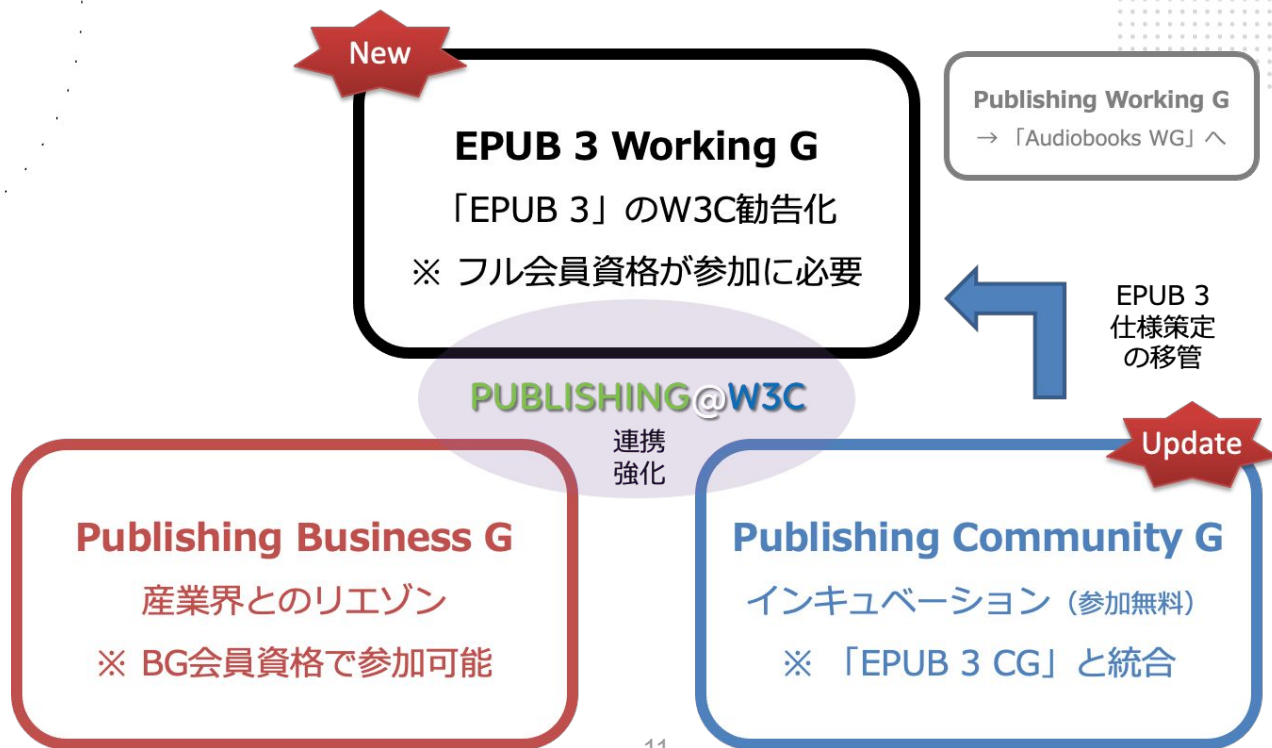 New
EPUB 3 Working G
「EPUB 3」のW3C勧告化
※ フル会員資格が参加に必要
Publishing Working G
→ 「Audiobooks WG」へ
EPUB 3
仕様策定
の移管
PUBLISHING@W3C
連携
強化
Publishing Business G
産業界とのリエゾン
※ BG会員資格で参加可能
Update
Publishing Community G
インキュベーション（参加無料）
※ 「EPUB 3 CG」と統合
11